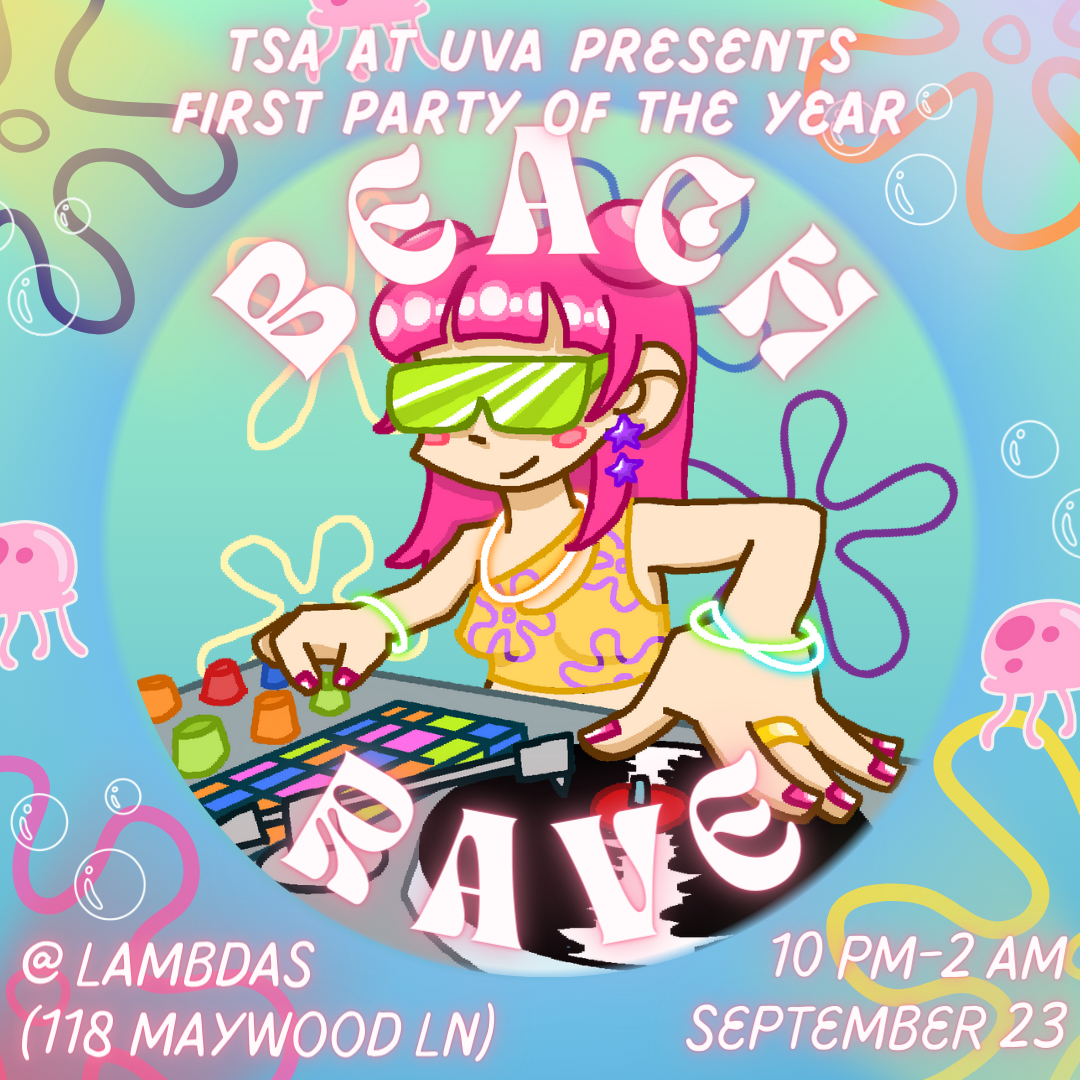 TSA AT UVA PRESENTS
FIRST PARTY OF THE YEAR
BEACH
RAVE
@ LAMBDAS
(118 MAYWOOD LN)
10 PM-2 AM
SEPTEMBER 23